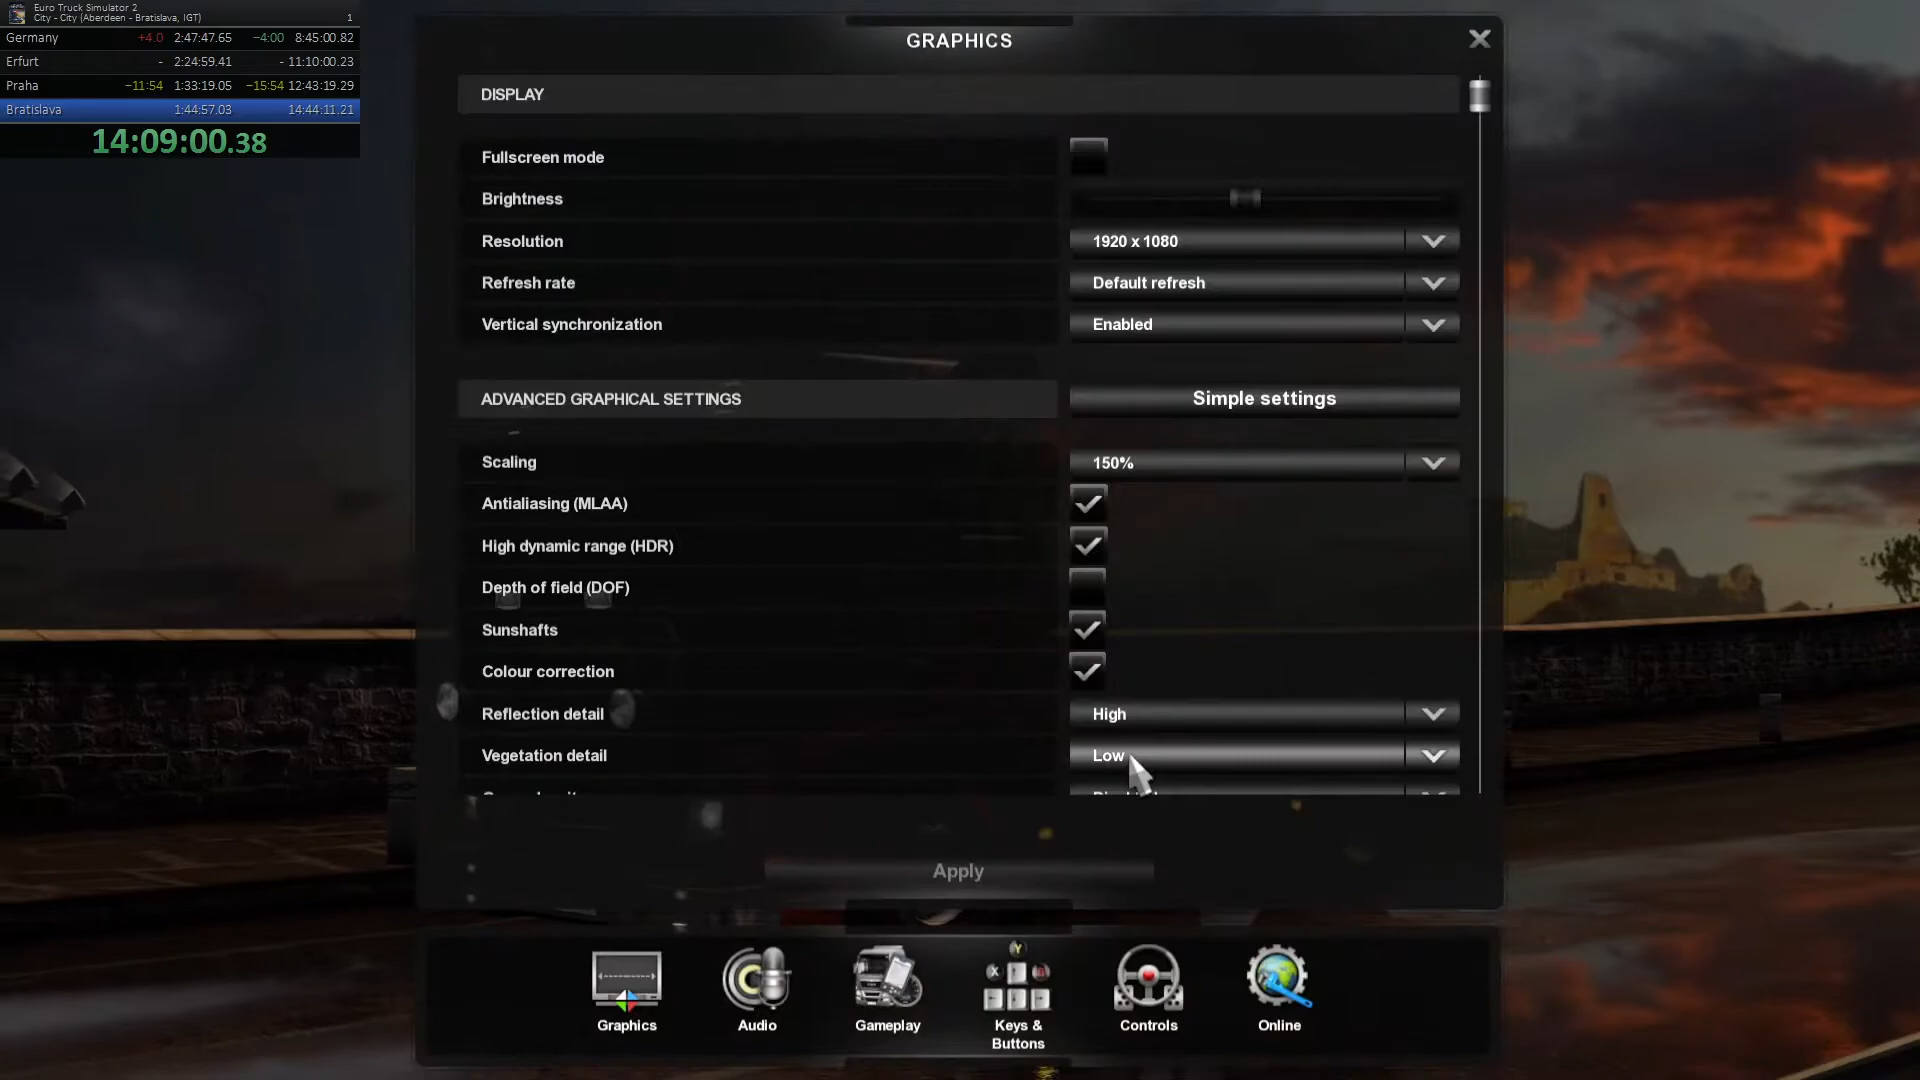 Euro Truck Simulator 2
City - City (Aberdeen - Bratislava, IGT) 1
Germany +4.0 2:47:47.65 −4:00 8:45:00.82
Erfurt - 2:24:59.41 - 11:10:00.23
Praha −11:54 1:33:19.05 −15:54 12:43:19.29
Bratislava 1:44:57.03 14:44:11.21
14:09:00.38
GRAPHICS
DISPLAY
Fullscreen mode
Brightness
Resolution 1920 x 1080
Refresh rate Default refresh
Vertical synchronization Enabled
ADVANCED GRAPHICAL SETTINGS Simple settings
Scaling 150%
Antialiasing (MLAA)
High dynamic range (HDR)
Depth of field (DOF)
Sunshafts
Colour correction
Reflection detail High
Vegetation detail Low
Apply
Graphics Audio Gameplay Keys & Controls Online
Buttons